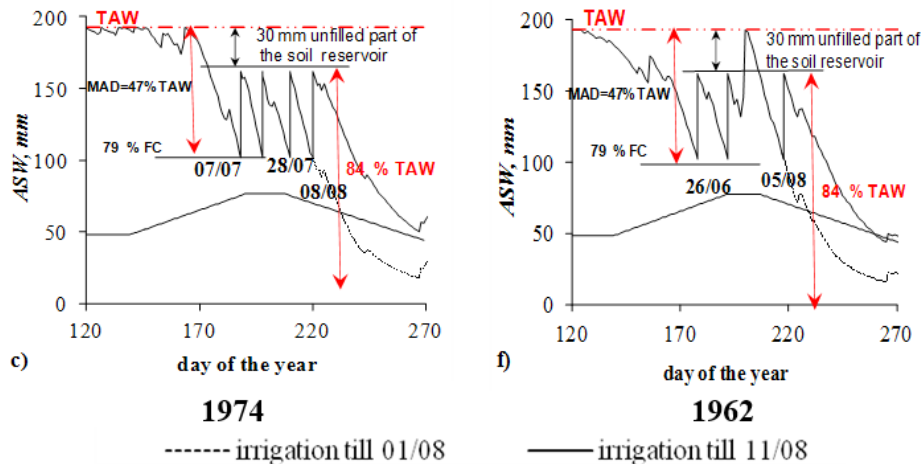 TAW
200
30 mm unfilled part of
the soil reservoir
150
MAD=47% TAW
79 % FC
100
07/07
28/07
08/08
84 % TAW
50
0
ASW, mm
120
170
220
270
day of the year
c)
1974
TAW
200
30 mm unfilled part of
the soil reservoir
150
MAD=47% TAW
79 % FC
100
26/06
05/08
84 % TAW
50
0
ASW, mm
120
170
220
270
day of the year
f)
1962
irrigation till 01/08
irrigation till 11/08